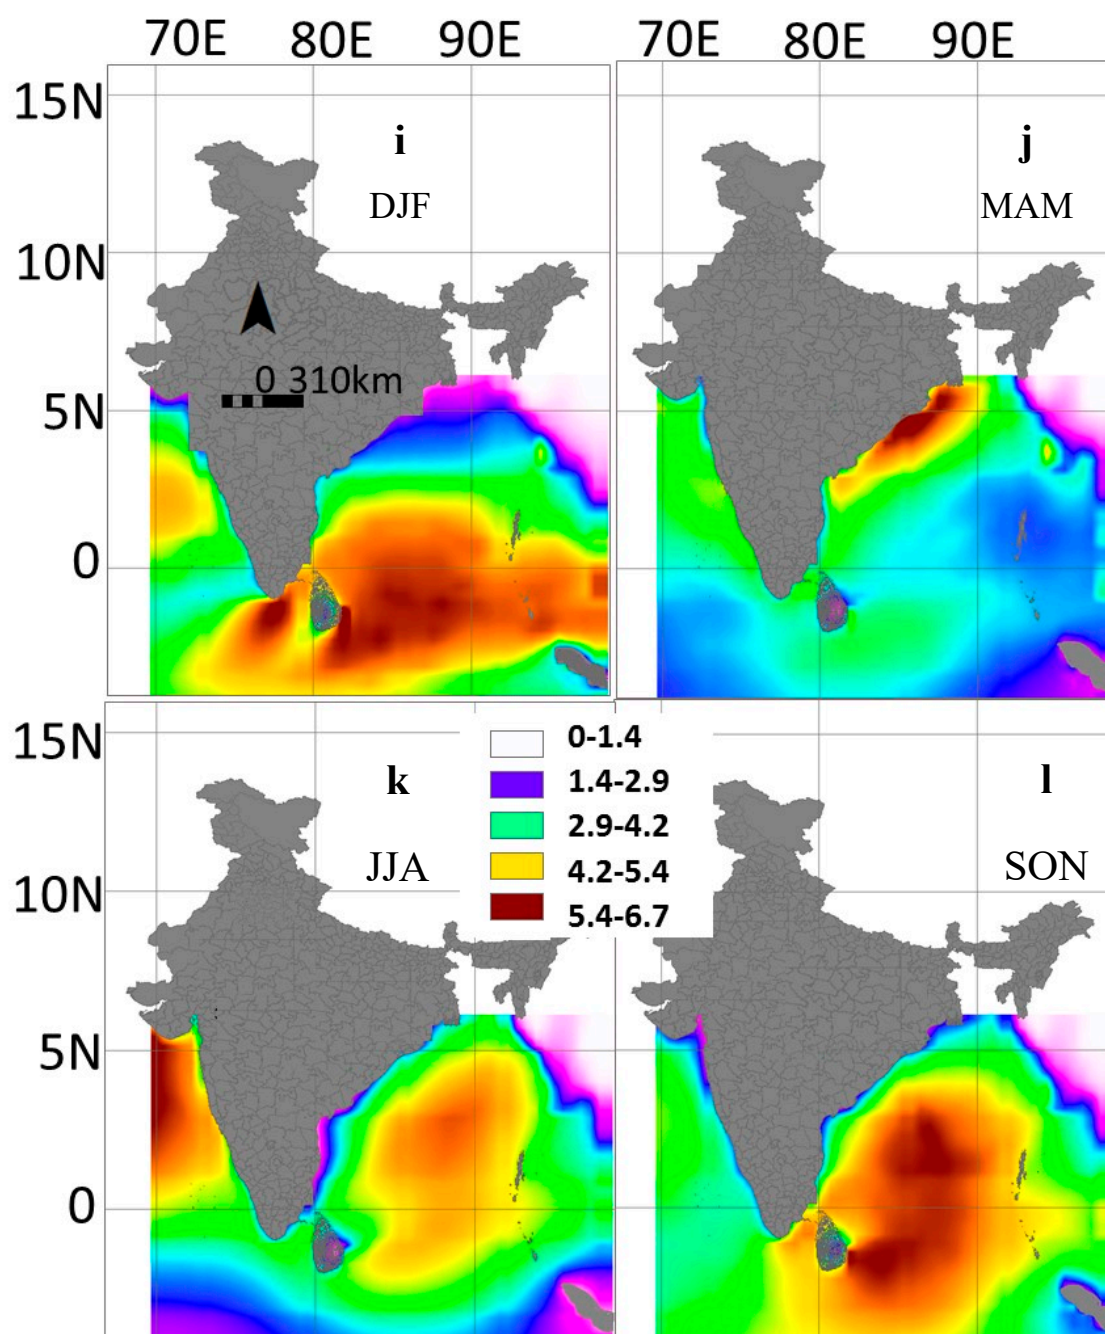 70E 80E 90E 70E 80E 90E
15N
i
j
DJF
MAM
10N
0 310km
5N
0
15N
0-1.4
k
l
1.4-2.9
2.9-4.2
JJA
SON
4.2-5.4
10N
5.4-6.7
5N
0